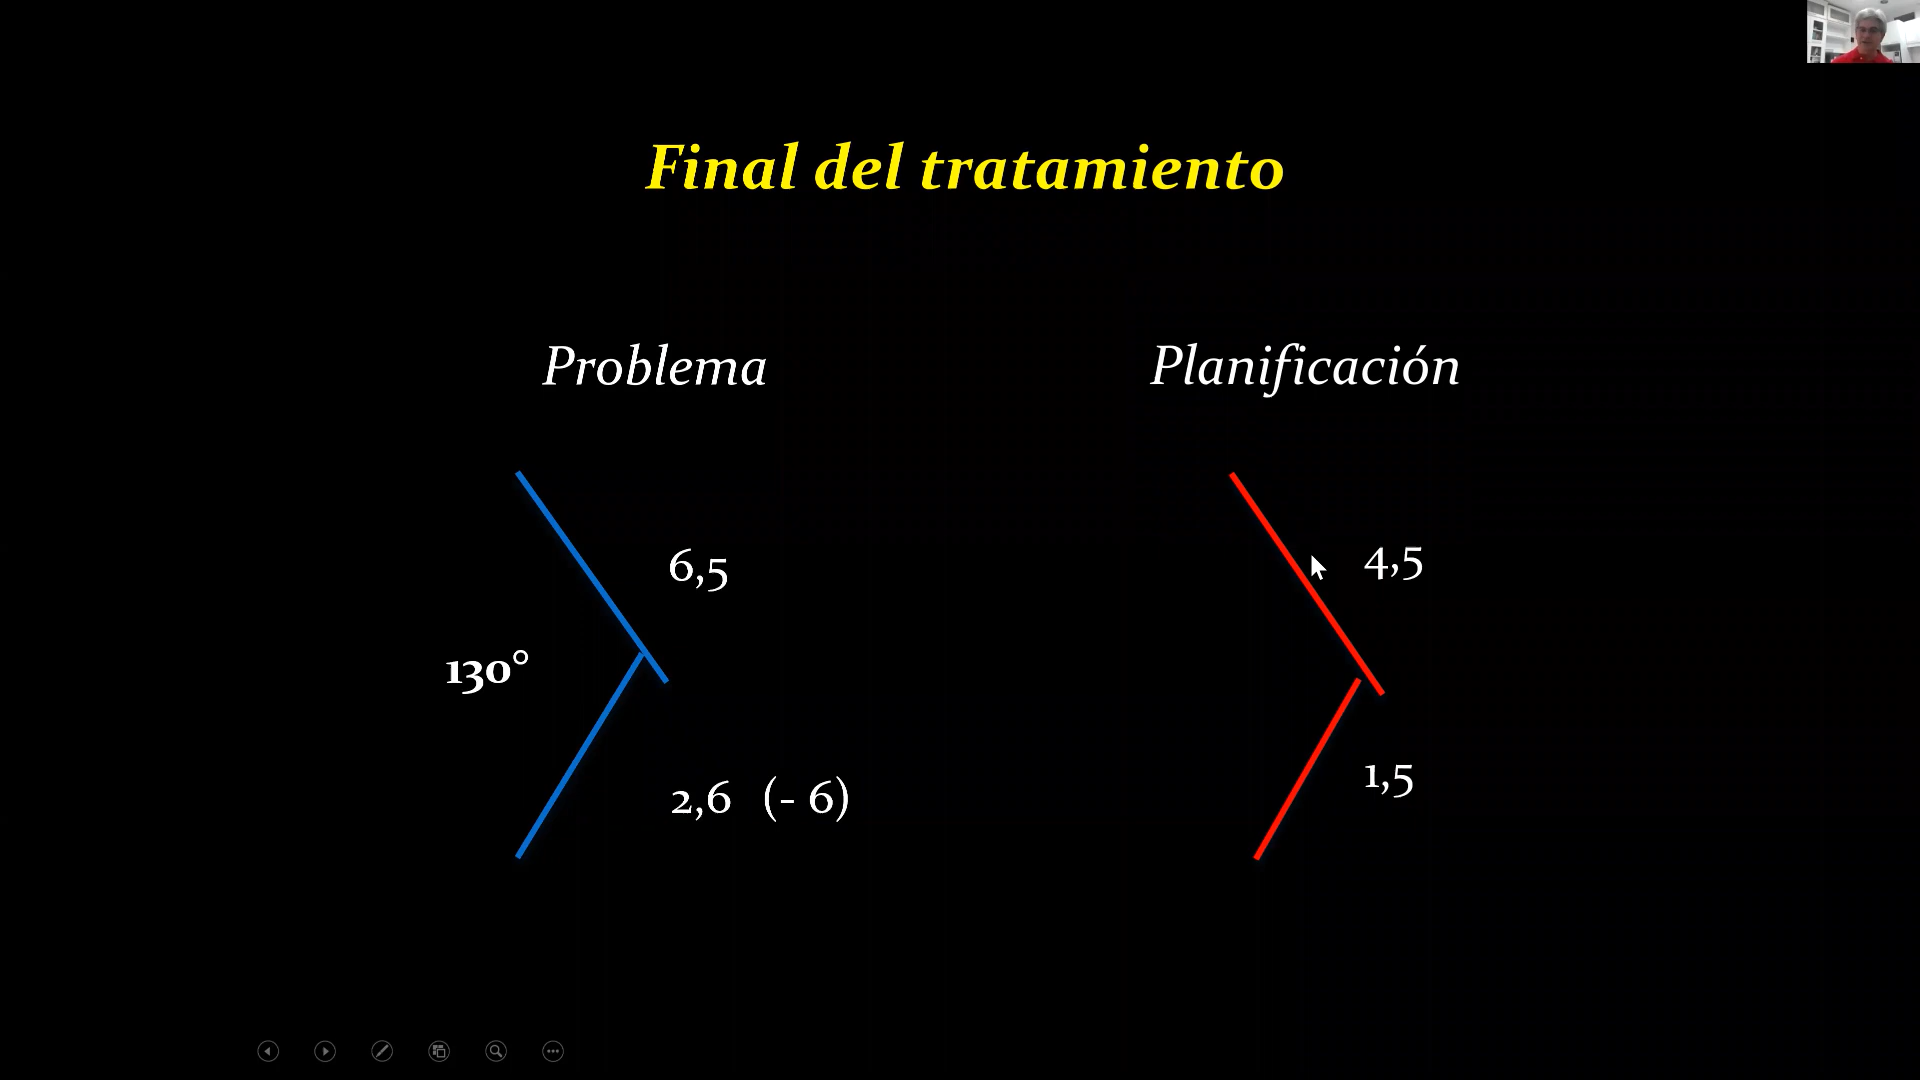 Final del tratamiento
Problema
Planificación
6,5
4,5
130°
2,6 (- 6)
1,5